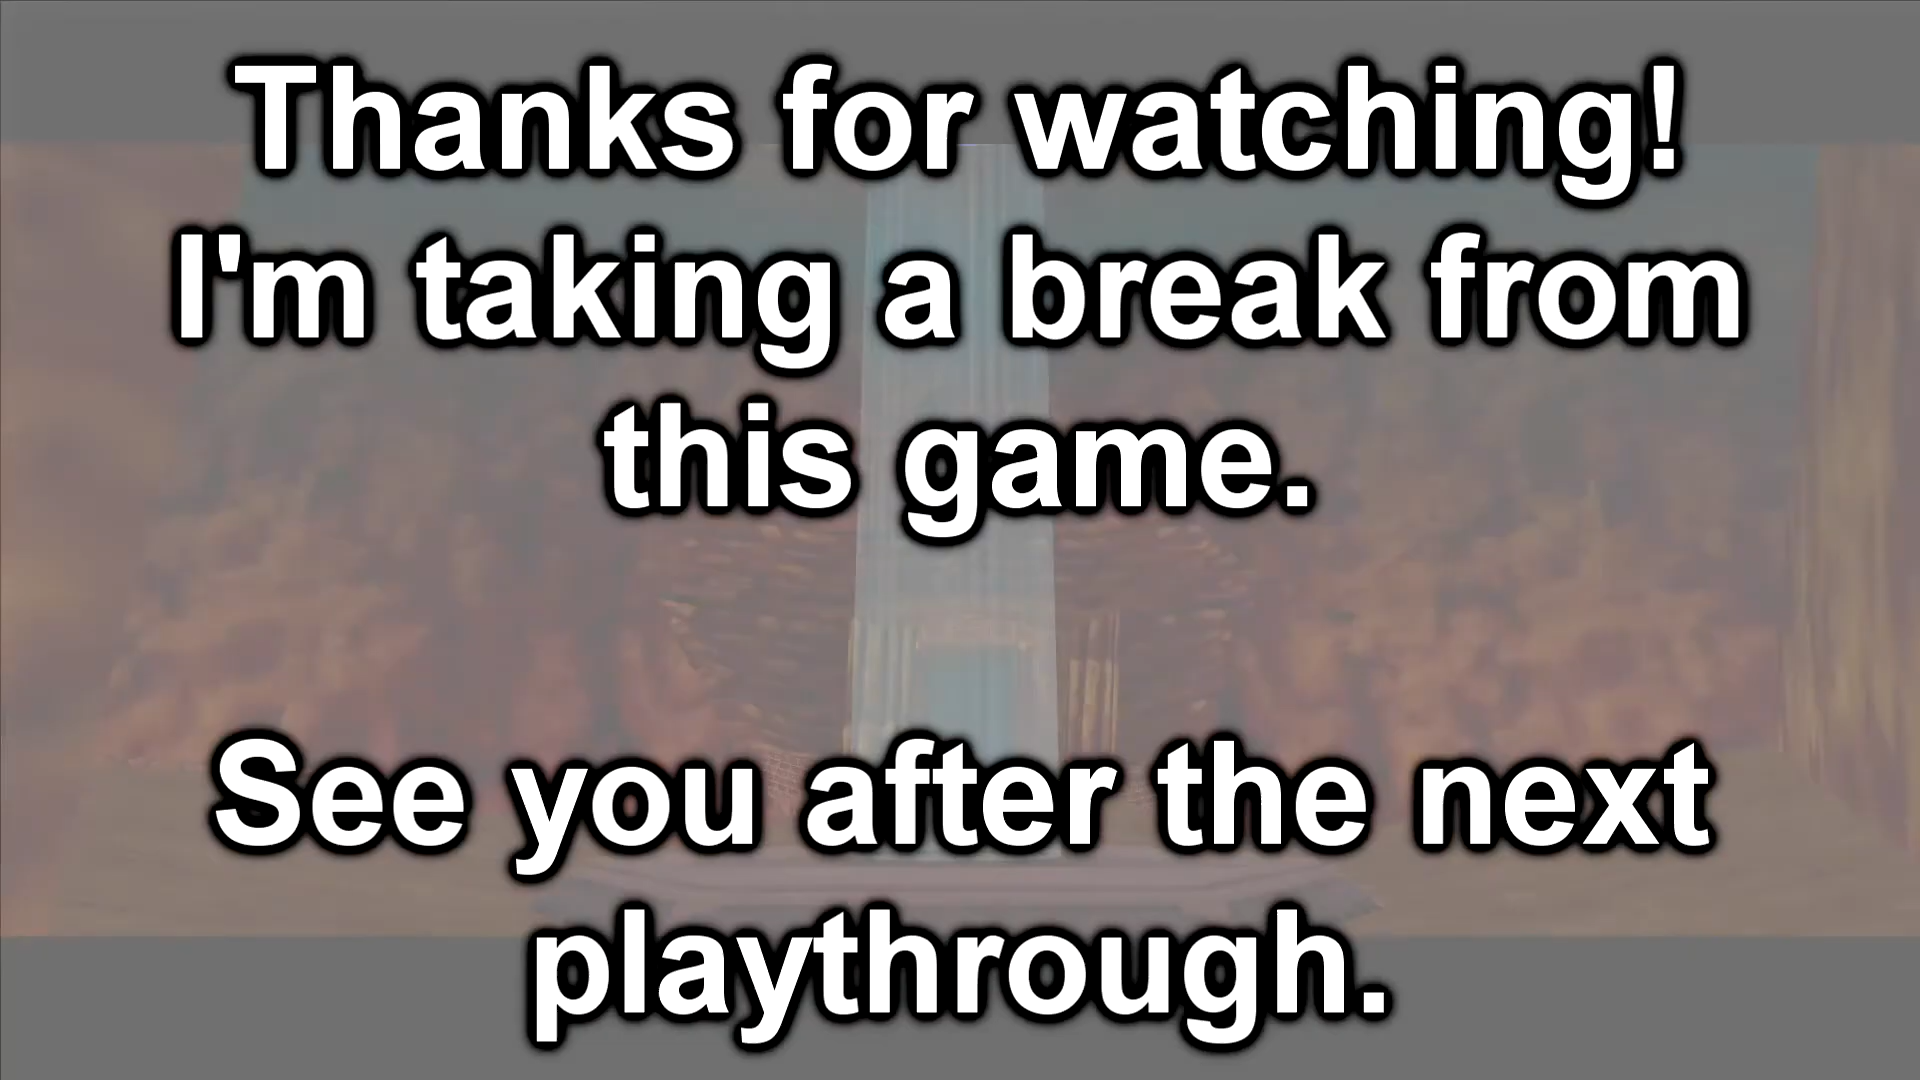 Thanks for watching!
I'm taking a break from
this game.
See you after the next
playthrough.